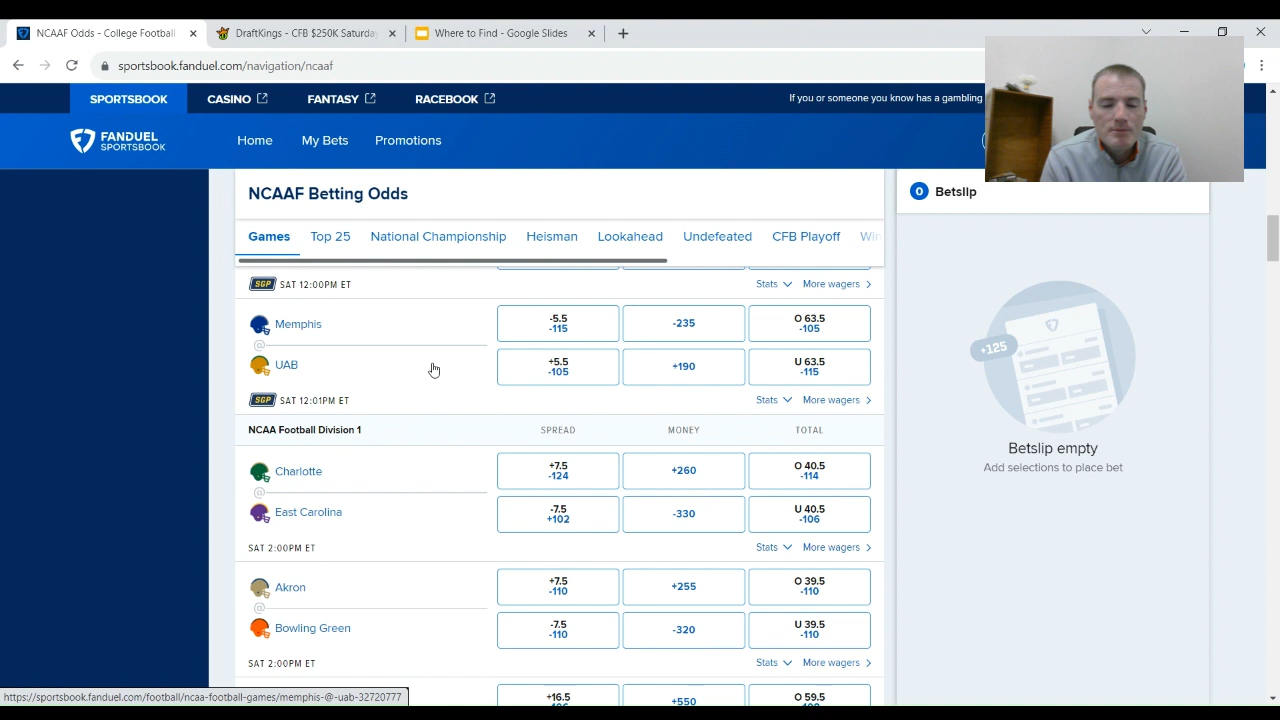 NCAAF Odds - College Football
DraftKings - CFB $250K Saturda
Where to Find - Google Slides
sportsbook.fanduel.com/navigation/ncaaf
SPORTSBOOK CASINO FANTASY RACEBOOK If you or someone you know has a gambling
FANDUEL
SPORTSBOOK
Home My Bets Promotions
NCAAF Betting Odds
0 Betslip
Games Top 25 National Championship Heisman Lookahead Undefeated CFB Playoff Win
SGP SAT 12:00PM ET Stats More wagers
Memphis -5.5 -115 -235 O 63.5 -105
@
UAB +5.5 -105 +190 U 63.5 -115
SGP SAT 12:01PM ET Stats More wagers
NCAA Football Division 1 SPREAD MONEY TOTAL
Charlotte +7.5 -124 +260 O 40.5 -114
@
East Carolina -7.5 +102 -330 U 40.5 -106
SAT 2:00PM ET Stats More wagers
Akron +7.5 -110 +255 O 39.5 -110
@
Bowling Green -7.5 -110 -320 U 39.5 -110
SAT 2:00PM ET Stats More wagers
+16.5 +550 O 59.5
+125
Betslip empty
Add selections to place bet
https://sportsbook.fanduel.com/football/ncaa-football-games/memphis-@-uab-32720777